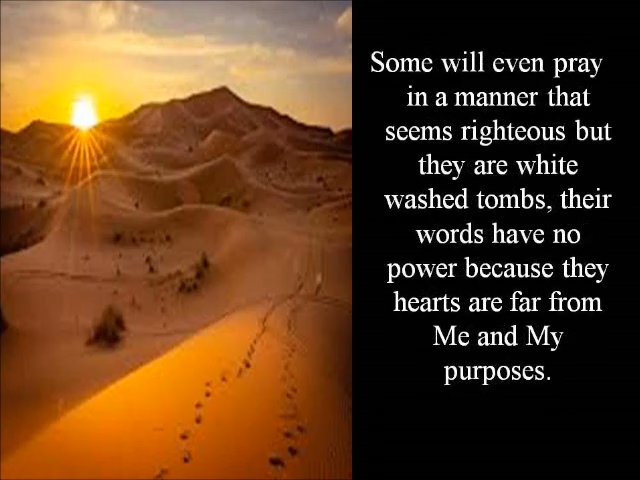 Some will even pray
in a manner that
seems righteous but
they are white
washed tombs, their
words have no
power because they
hearts are far from
Me and My
purposes.